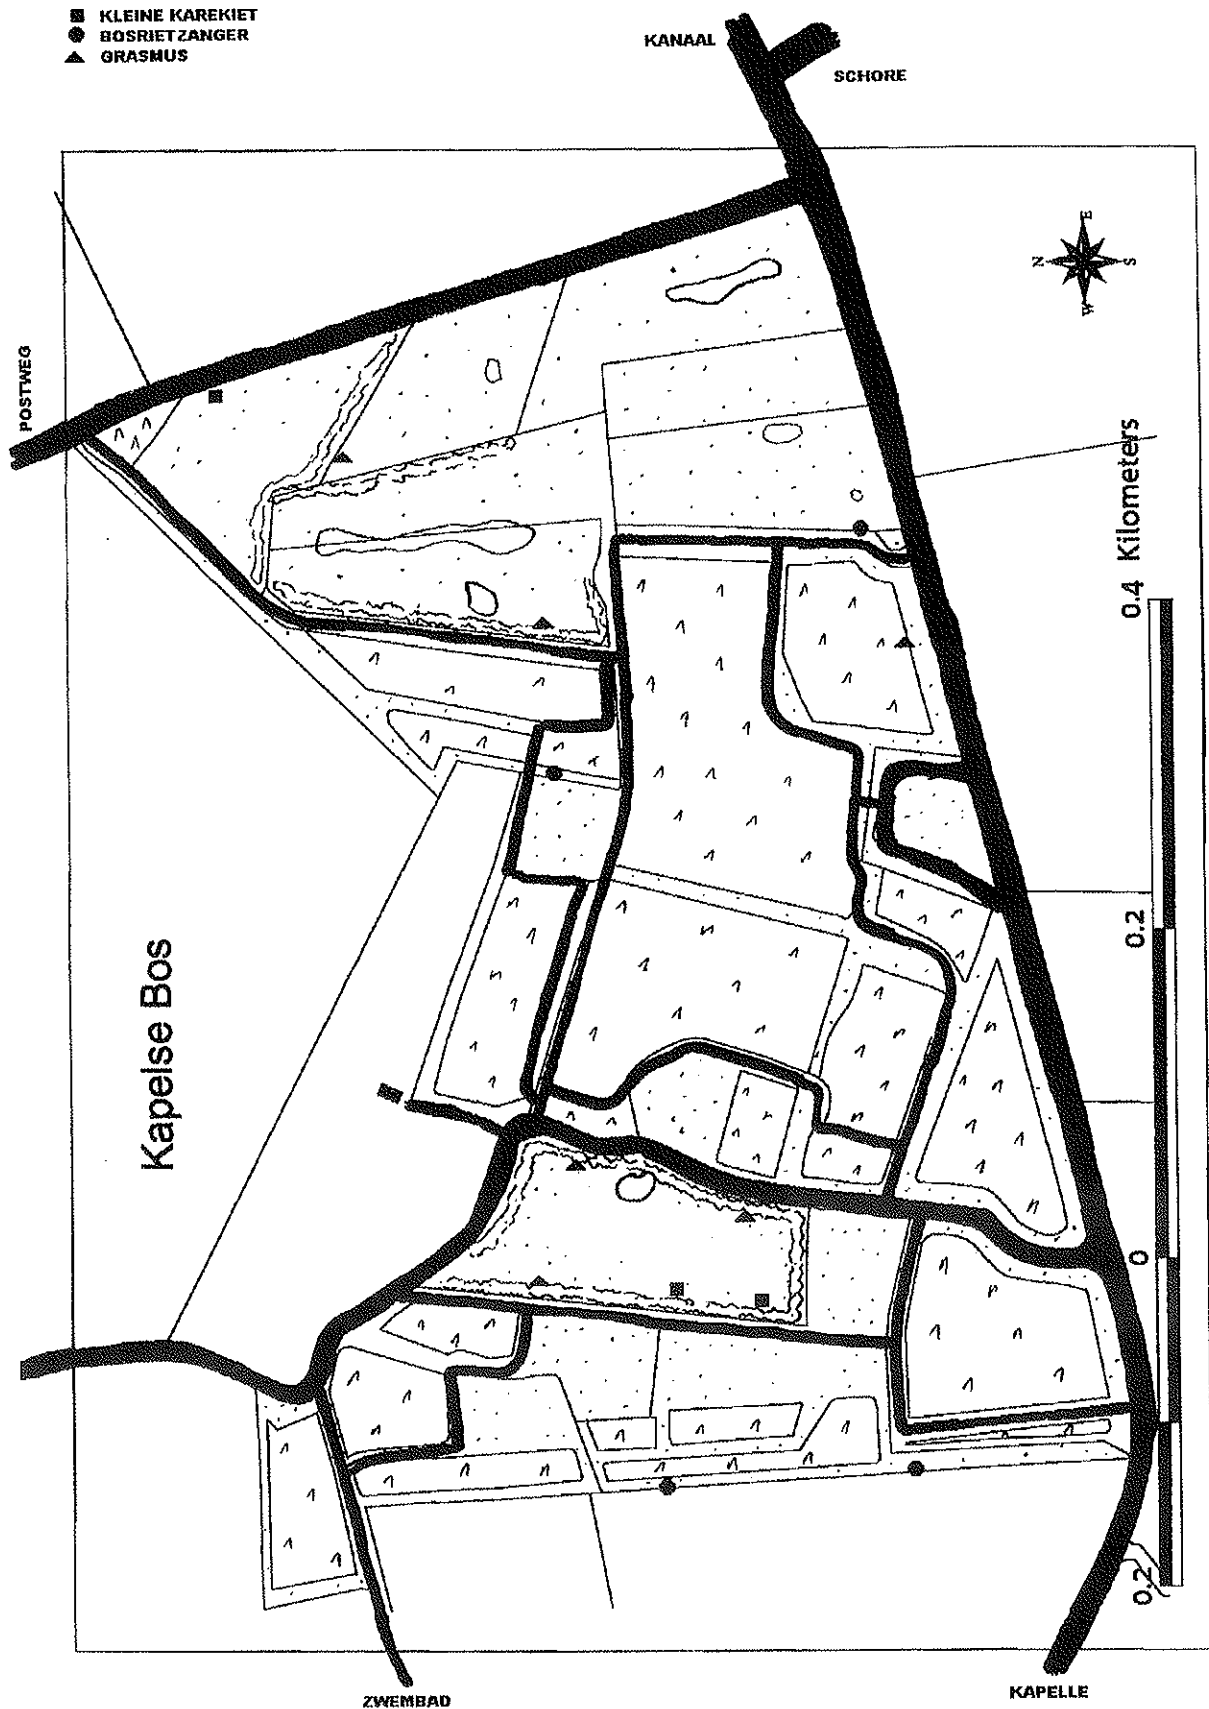 KLEINE KAREKIET
BOSRIETZANGER
GRASMUS
KANAAL
SCHORE
POSTWEG
N
E
S
W
Kapelse Bos
0.4 Kilometers
0.2
0
0.2
ZWEMBAD
KAPELLE